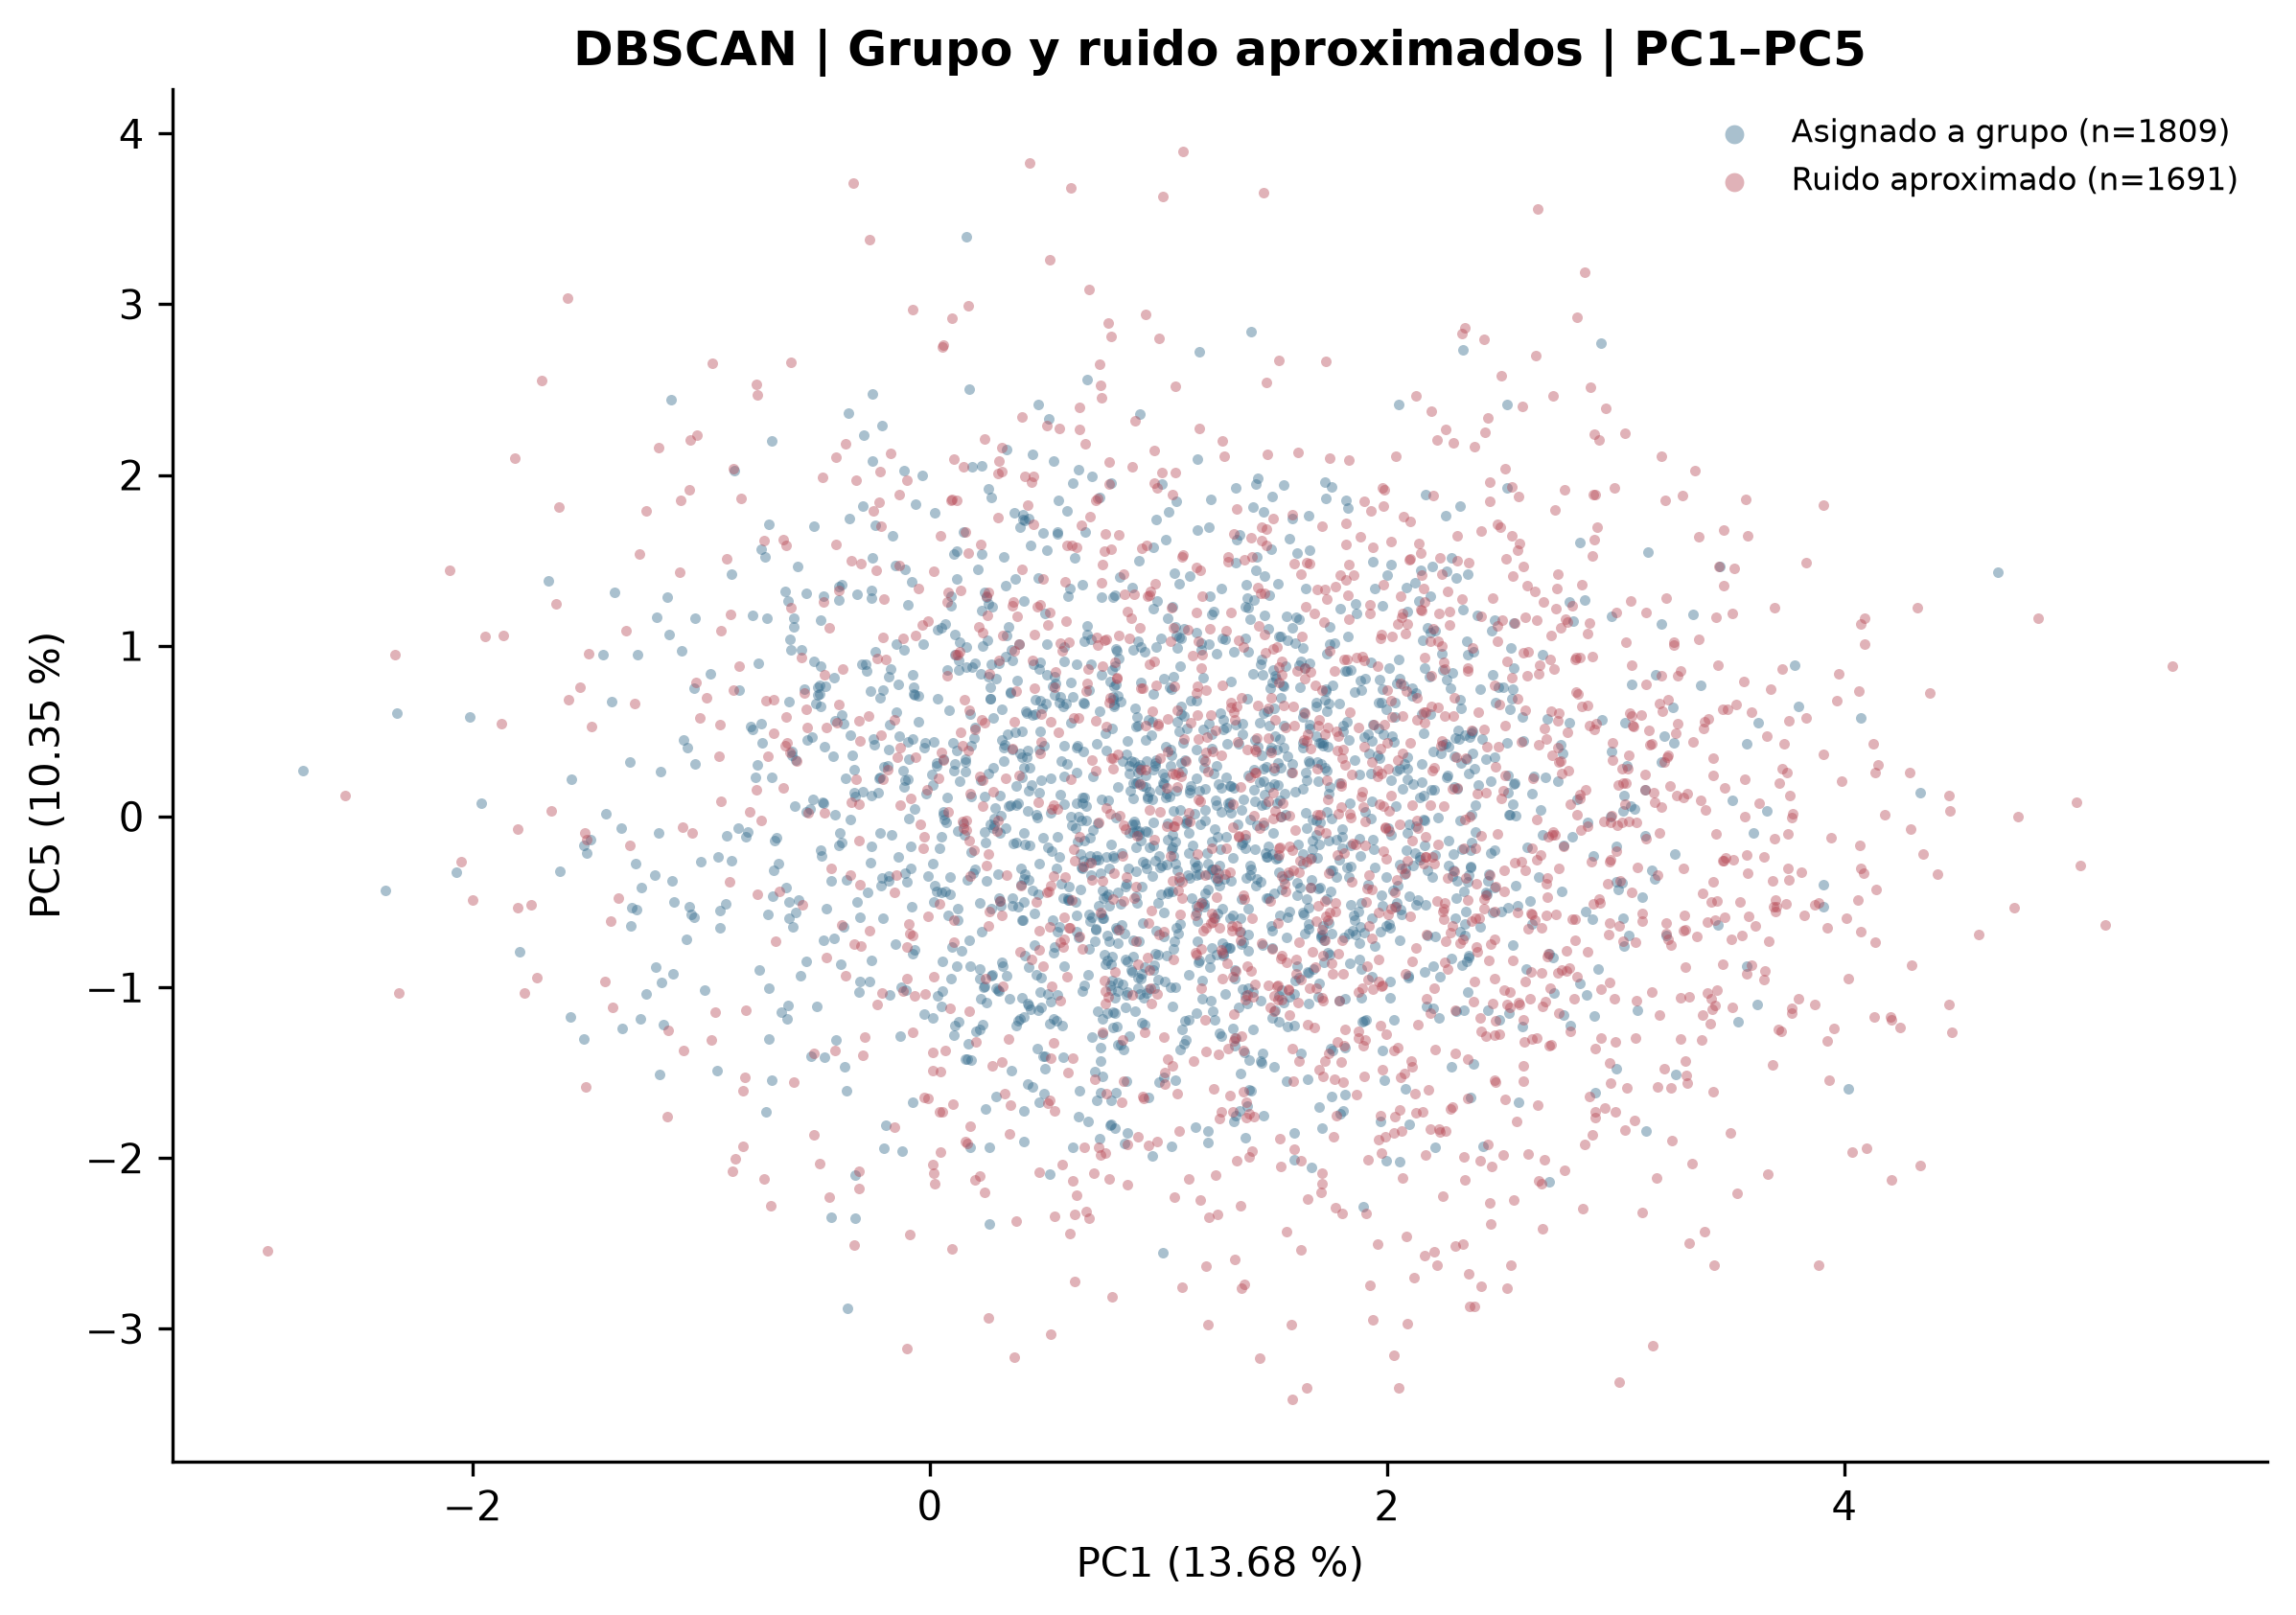 DBSCAN | Grupo y ruido aproximados | PC1–PC5
Asignado a grupo (n=1809)
Ruido aproximado (n=1691)
4
3
2
1
0
−1
−2
−3
PC5 (10.35 %)
−2
0
2
4
PC1 (13.68 %)